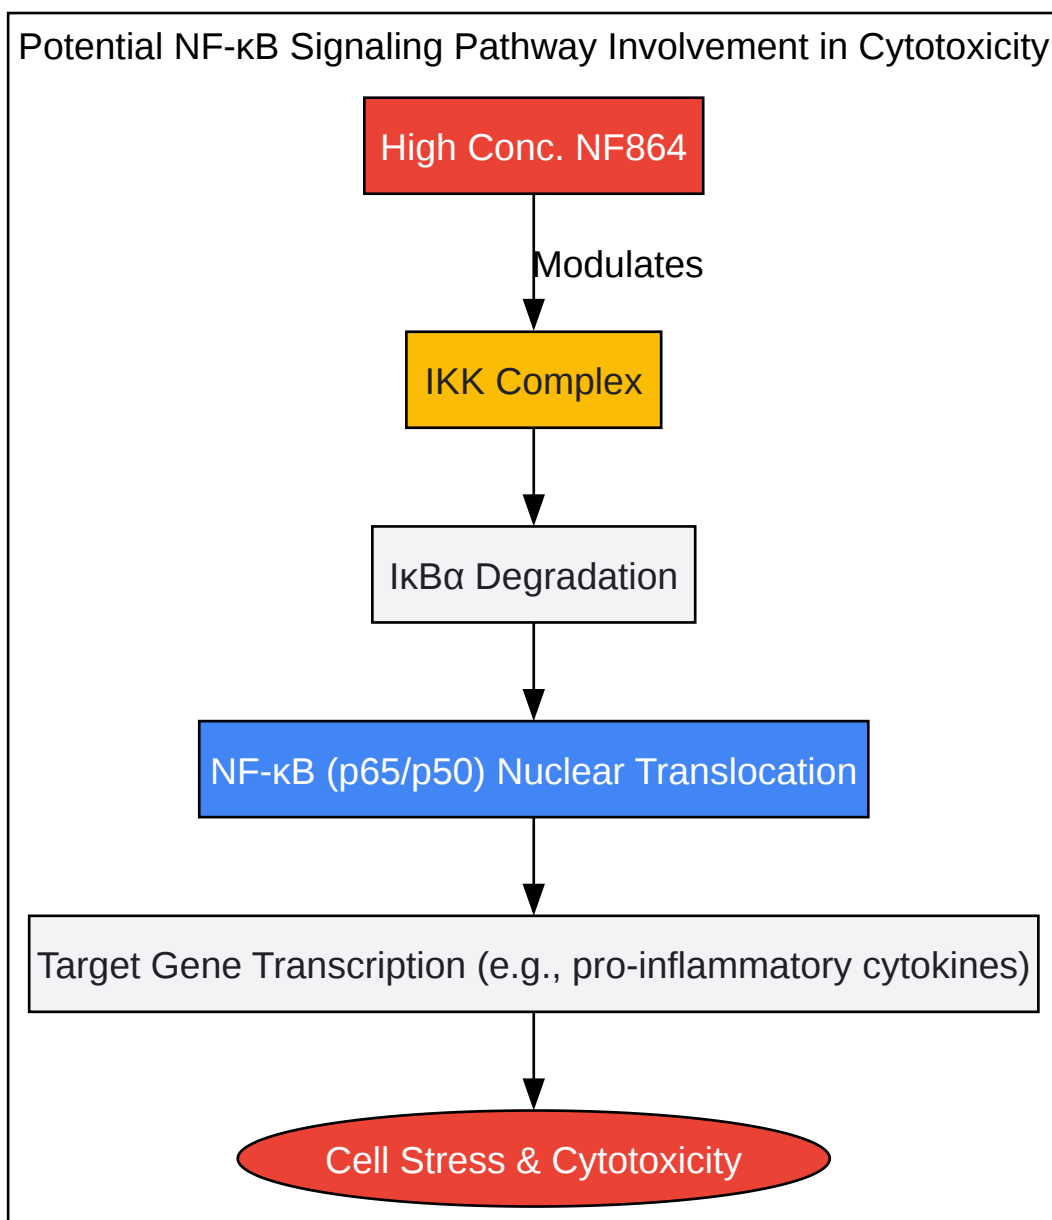 Potential NF-κB Signaling Pathway Involvement in Cytotoxicity
High Conc. NF864
Modulates
IKK Complex
IκBα Degradation
NF-κB (p65/p50) Nuclear Translocation
Target Gene Transcription (e.g., pro-inflammatory cytokines)
Cell Stress & Cytotoxicity